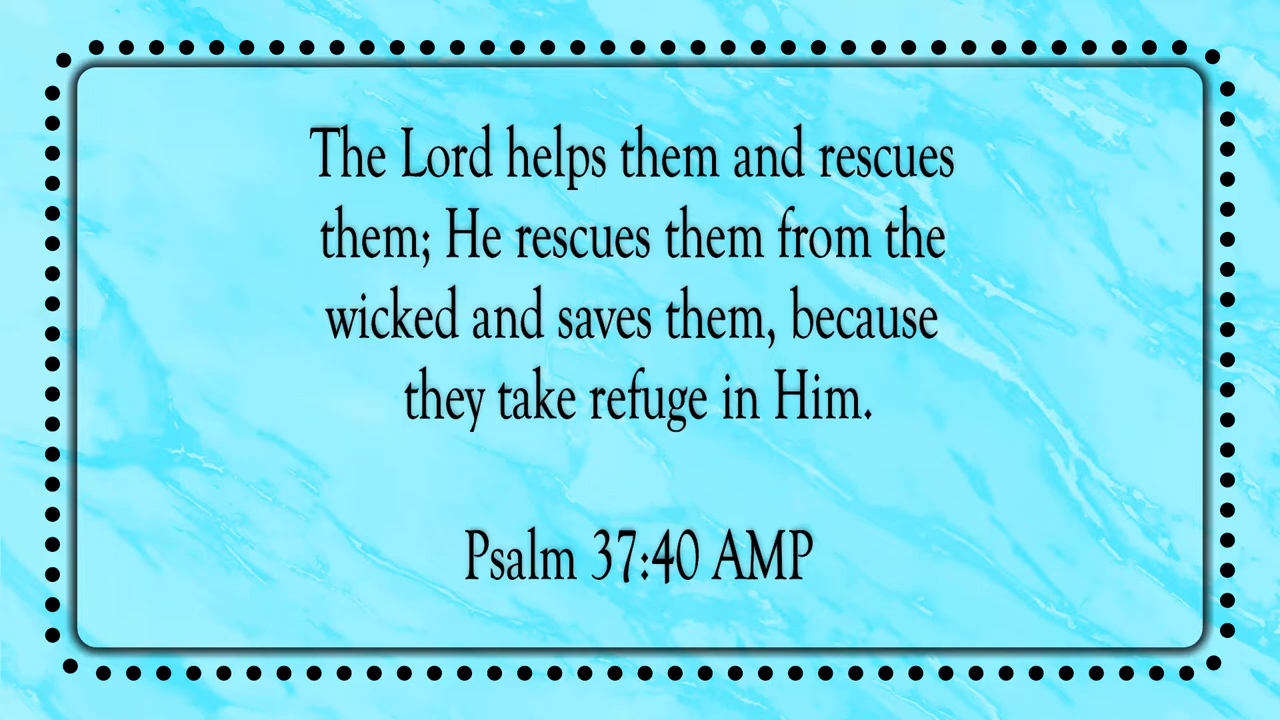 The Lord helps them and rescues
them; He rescues them from the
wicked and saves them, because
they take refuge in Him.
Psalm 37:40 AMP